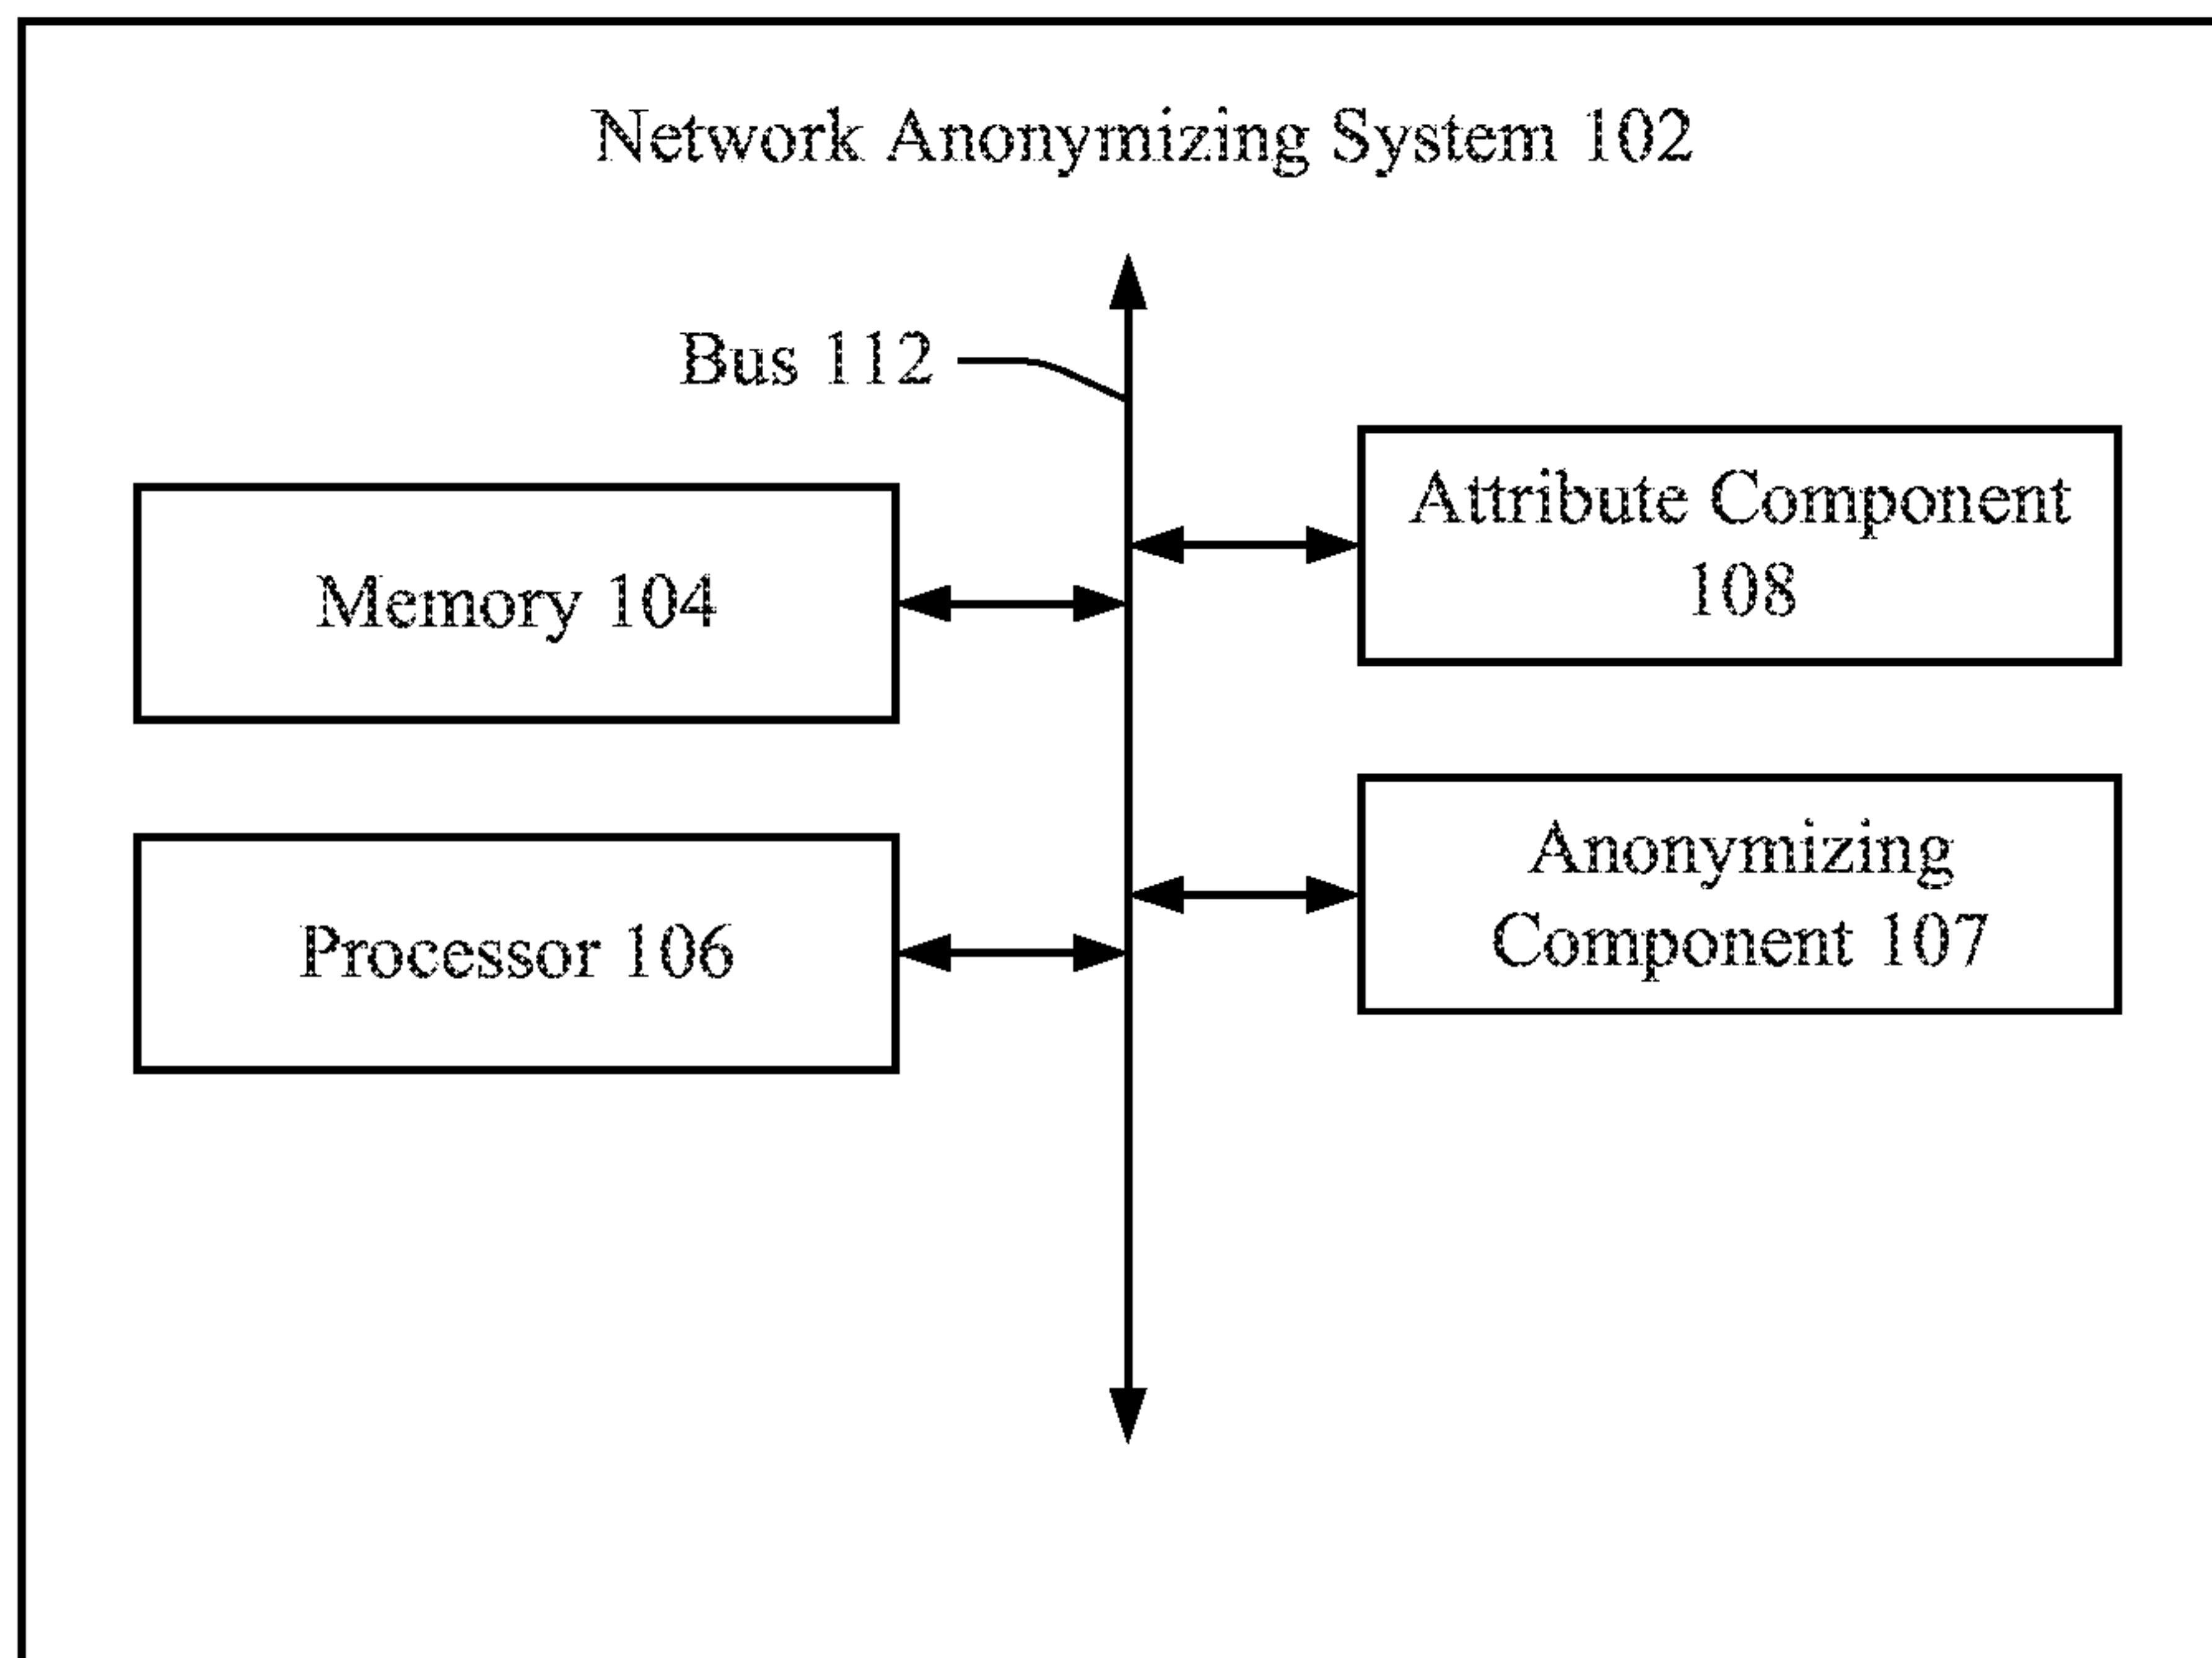 Network Anonymizing System 102
Bus 112
Attribute Component
108
Memory 104
Anonymizing
Component 107
Processor 106